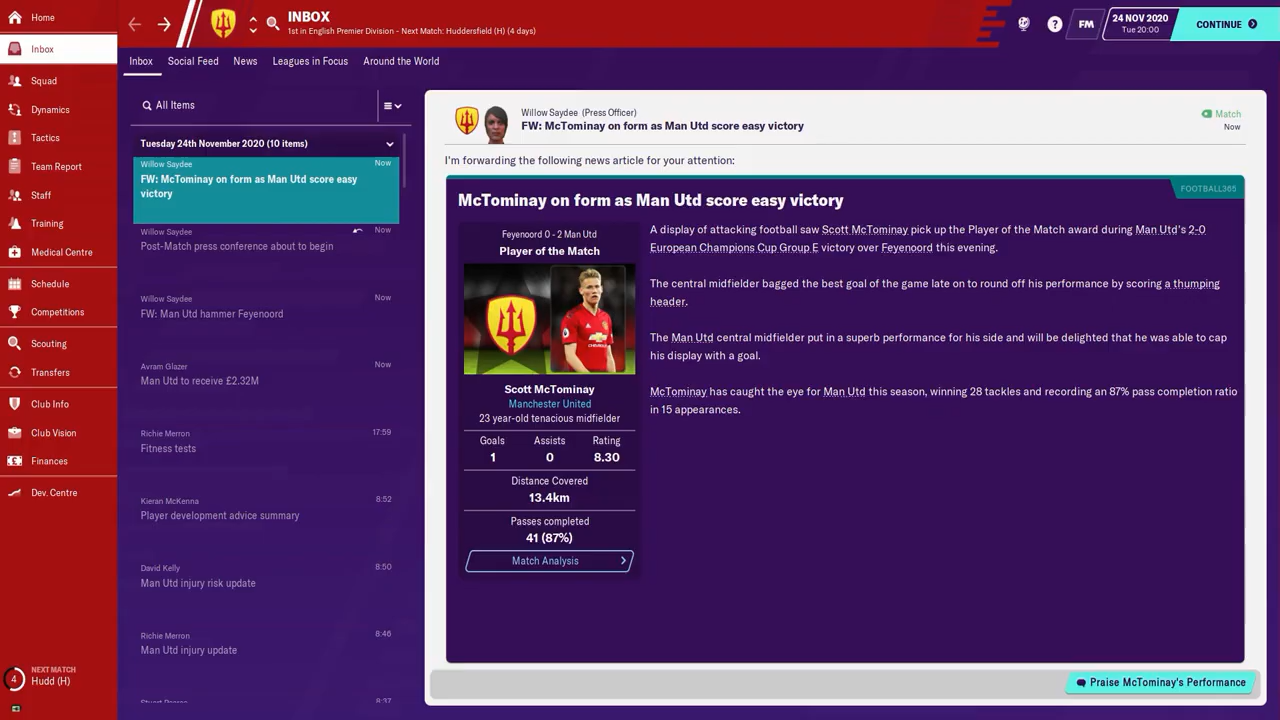 Home
Inbox
Squad
Dynamics
Tactics
Team Report
Staff
Training
Medical Centre
Schedule
Competitions
Scouting
Transfers
Club Info
Club Vision
Finances
Dev. Centre
4
NEXT MATCH
Hudd (H)
INBOX
1st in English Premier Division - Next Match: Huddersfield (H) (4 days)
?
FM
24 NOV 2020
Tue 20:00
CONTINUE
Inbox
Social Feed
News
Leagues in Focus
Around the World
All Items
Tuesday 24th November 2020 (10 items)
Willow Saydee
Now
FW: McTominay on form as Man Utd score easy
victory
Willow Saydee
Now
Post-Match press conference about to begin
Willow Saydee
Now
FW: Man Utd hammer Feyenoord
Avram Glazer
Now
Man Utd to receive £2.32M
Richie Merron
17:59
Fitness tests
Kieran McKenna
8:52
Player development advice summary
David Kelly
8:50
Man Utd injury risk update
Richie Merron
8:46
Man Utd injury update
Stuart Pearson
8:37
Willow Saydee (Press Officer)
FW: McTominay on form as Man Utd score easy victory
Match
Now
I'm forwarding the following news article for your attention:
FOOTBALL365
McTominay on form as Man Utd score easy victory
Feyenoord 0 - 2 Man Utd
Player of the Match
CHEVROLET
Scott McTominay
Manchester United
23 year-old tenacious midfielder
Goals Assists Rating
1 0 8.30
Distance Covered
13.4km
Passes completed
41 (87%)
Match Analysis
A display of attacking football saw Scott McTominay pick up the Player of the Match award during Man Utd's 2-0
European Champions Cup Group E victory over Feyenoord this evening.
The central midfielder bagged the best goal of the game late on to round off his performance by scoring a thumping
header.
The Man Utd central midfielder put in a superb performance for his side and will be delighted that he was able to cap
his display with a goal.
McTominay has caught the eye for Man Utd this season, winning 28 tackles and recording an 87% pass completion ratio
in 15 appearances.
Praise McTominay's Performance